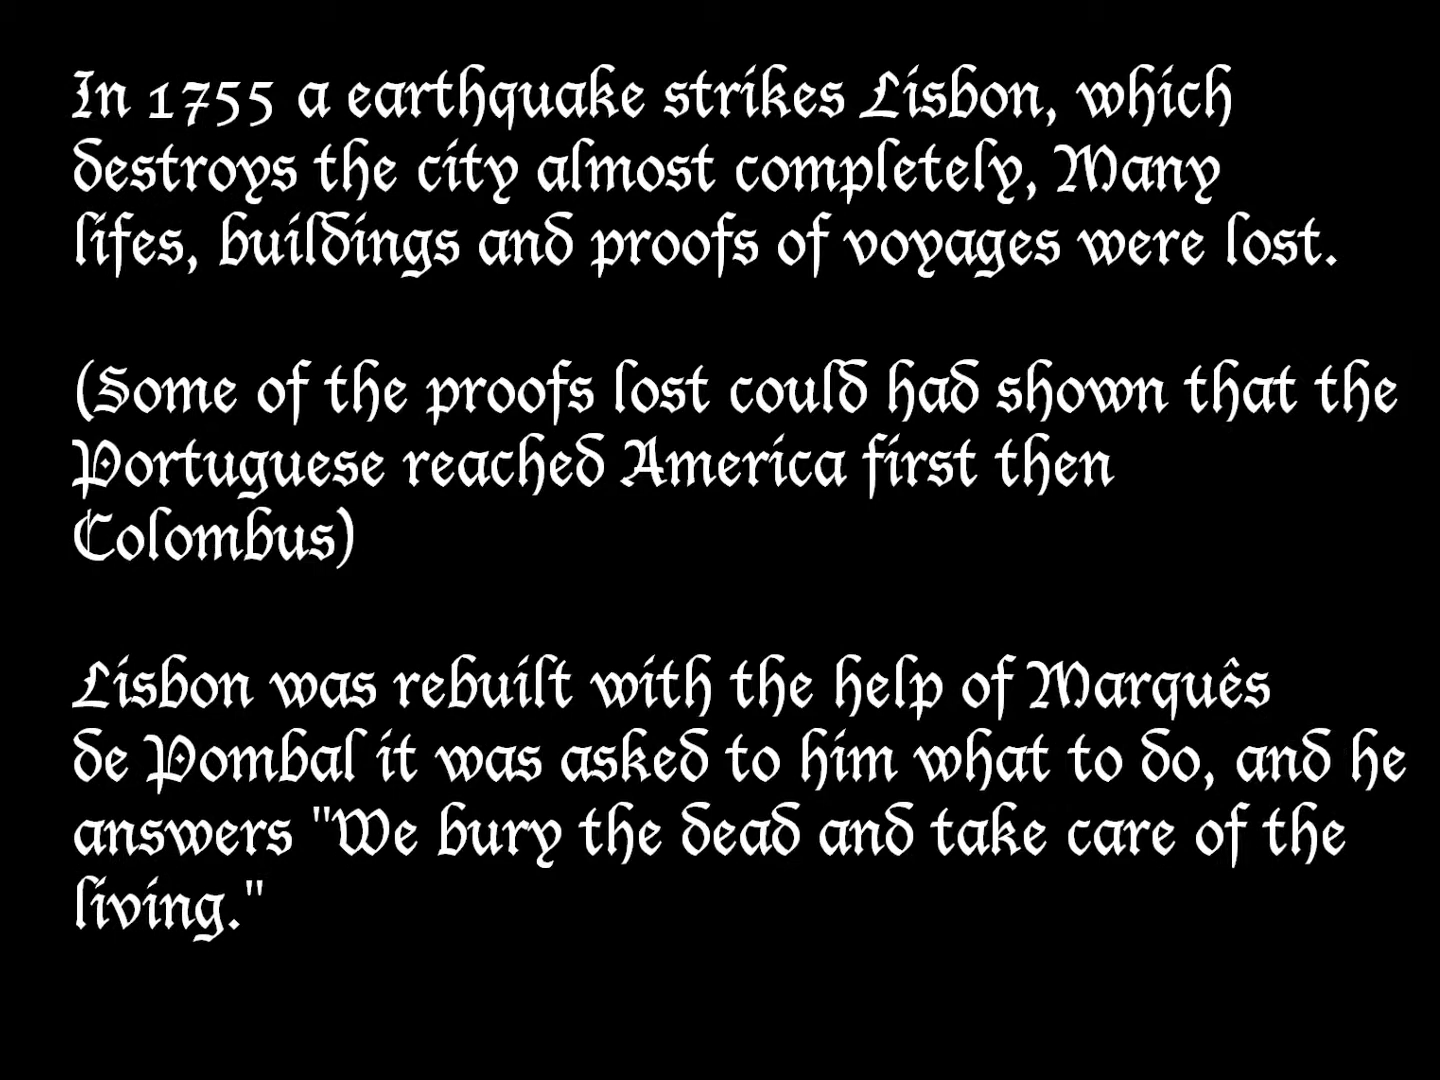 In 1755 a earthquake strikes Lisbon, which
destroys the city almost completely, Many
lifes, buildings and proofs of voyages were lost.
(Some of the proofs lost could had shown that the
Portuguese reached America first then
Colombus)
Lisbon was rebuilt with the help of Marquês
de Pombal it was asked to him what to do, and he
answers "We bury the dead and take care of the
living."